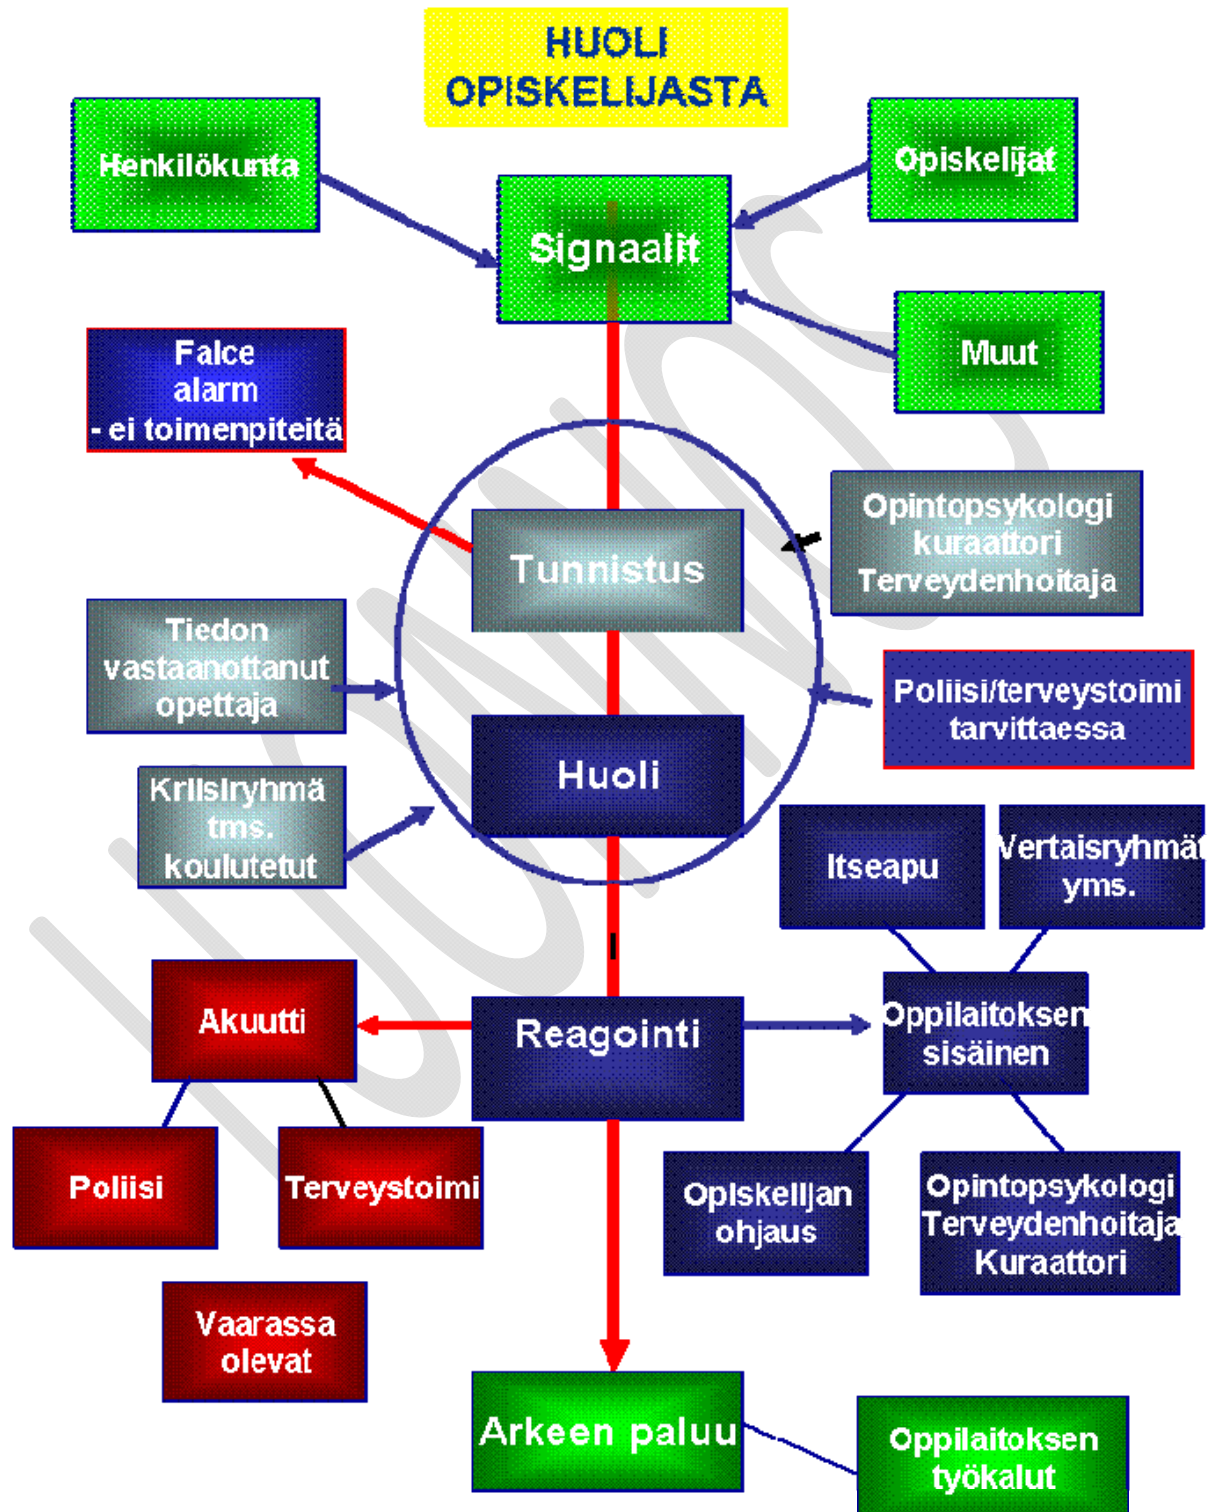 HUOLI
OPISKELIJASTA
Henkilökunta
Opiskelijat
Signaalit
Muut
Falce
alarm
- ei toimenpiteitä
Opintopsykologi
kuraattori
Terveydenhoitaja
Tunnistus
Tiedon
vastaanottanut
opettaja
Poliisi/terveystoimi
tarvittaessa
Huoli
Kriisiryhmä
tms.
koulutetut
Itseapu
Vertaisryhmät
yms.
Akuutti
Reagointi
Oppilaitoksen
sisäinen
Poliisi
Terveystoimi
Opiskelijan
ohjaus
Opintopsykologi
Terveydenhoitaja
Kuraattori
Vaarassa
olevat
Arkeen paluu
Oppilaitoksen
työkalut
LUONNOS